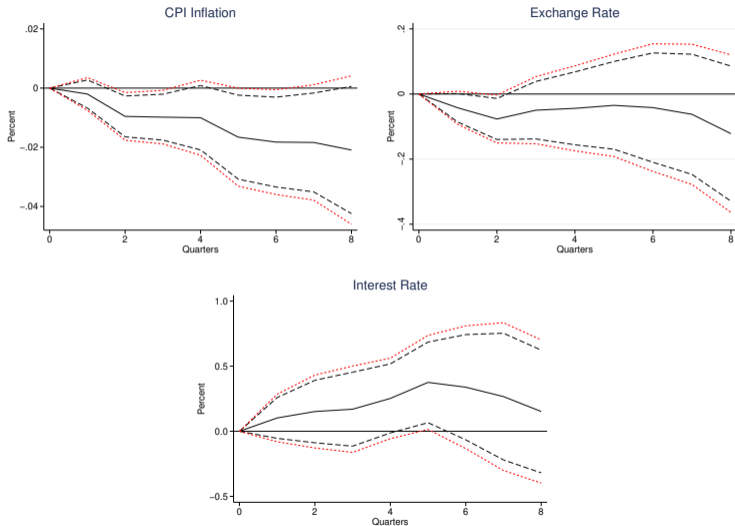 CPI Inflation
.02
0
-.02
-.04
Percent
0 2 4 6 8
Quarters
Exchange Rate
.2
0
-.2
-.4
Percent
0 2 4 6 8
Quarters
Interest Rate
1.0
0.5
0.0
-0.5
Percent
0 2 4 6 8
Quarters